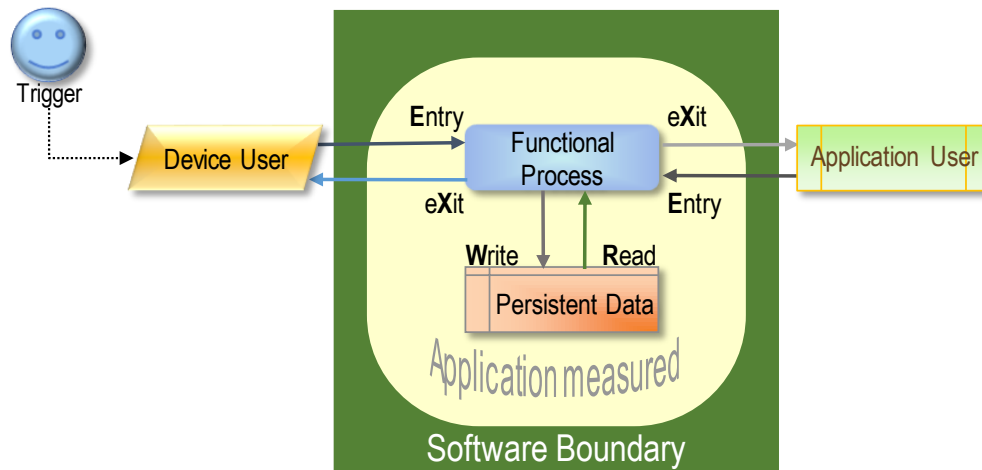 Trigger
Entry
eXit
Device User
Functional
Process
Application User
eXit
Entry
Write
Read
Persistent Data
Application measured
Software Boundary